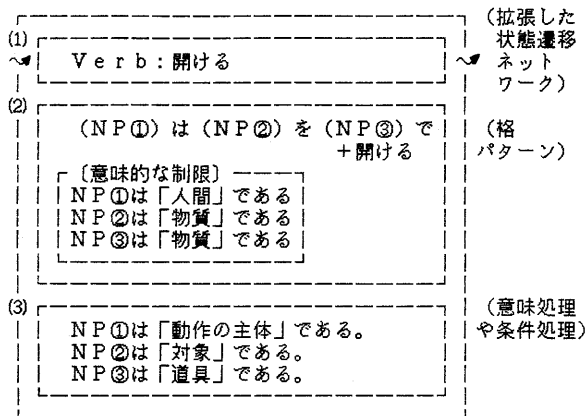 （拡張した
状態遷移
ネット
ワーク）
(1)
Ｖｅｒｂ：開ける
(2)
（ＮＰ①）は（ＮＰ②）を（ＮＰ③）で
＋開ける
（格
パターン）
〔意味的な制限〕
ＮＰ①は「人間」である
ＮＰ②は「物質」である
ＮＰ③は「物質」である
(3)
（意味処理
や条件処理）
ＮＰ①は「動作の主体」である。
ＮＰ②は「対象」である。
ＮＰ③は「道具」である。